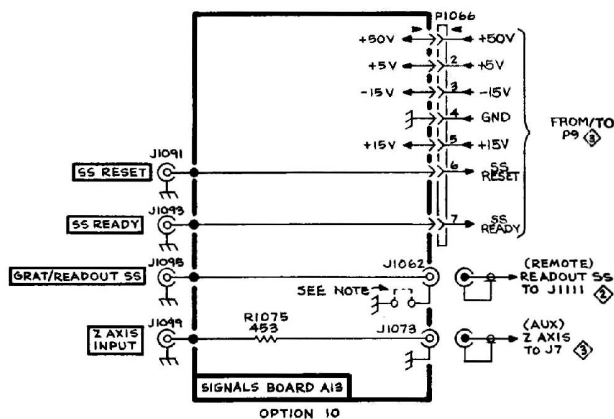 P1066
+50V +50V
+5V 2 +5V
-15V 3 -15V
4 GND
+15V 5 +15V
FROM/TO
P9 3
J1091
SS RESET
6 SS
RESET
J1093
SS READY
7 SS
READY
J1095
GRAT/READOUT SS
J1062
(REMOTE)
READOUT SS
TO J1111 2
SEE NOTE
J1099
Z AXIS
INPUT
R1075
453
J1073
(AUX)
Z AXIS
TO J7 3
SIGNALS BOARD A13
OPTION 10